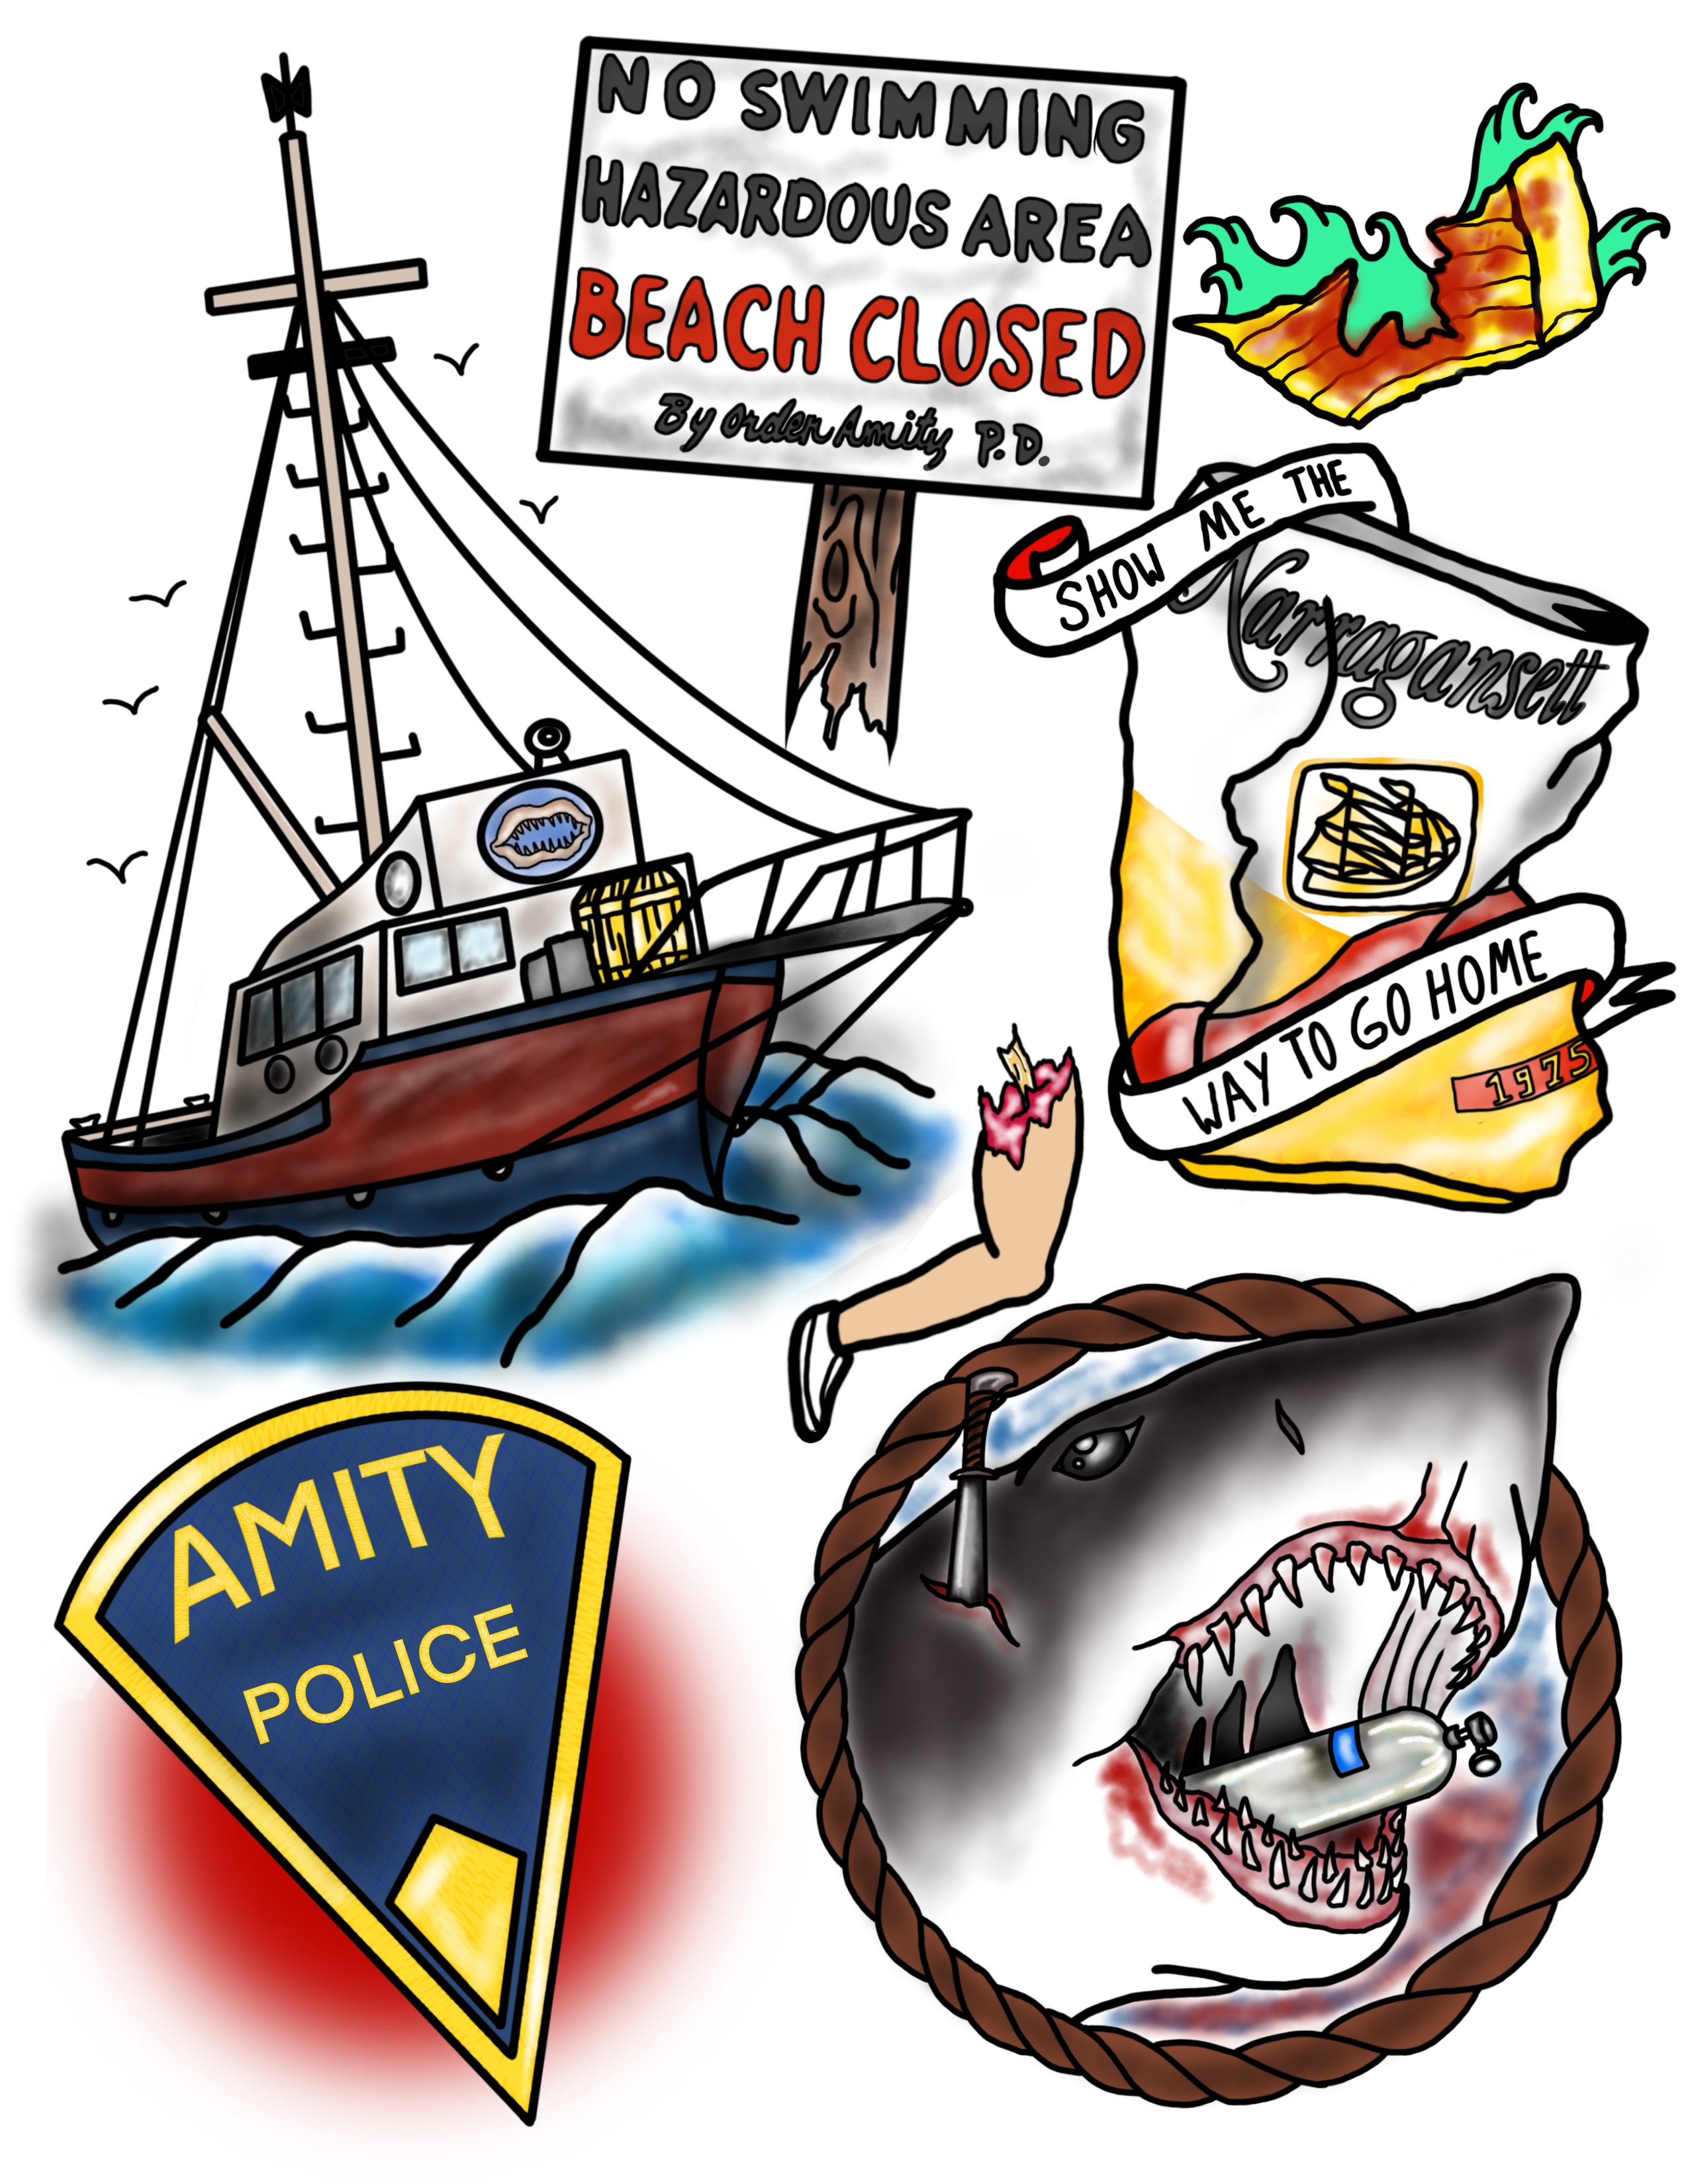 NO SWIMMING
HAZARDOUS AREA
BEACH CLOSED
By Order Amity P.D.
SHOW ME THE
Narragansett
WAY TO GO HOME
1975
AMITY
POLICE